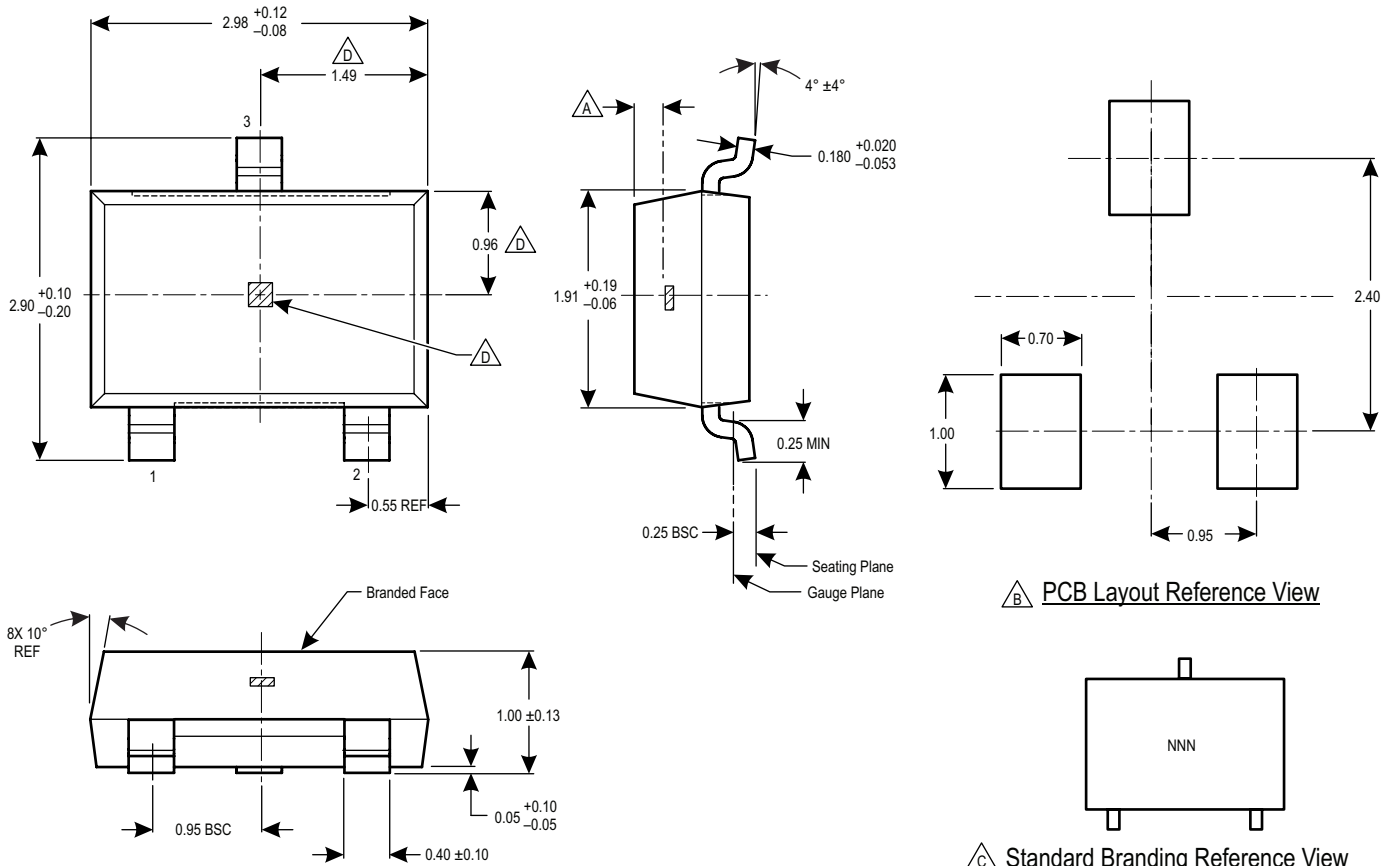 2.98 +0.12 –0.08
D
1.49
3
0.96 D
2.90 +0.10 –0.20
D
1
2
0.55 REF
A
4° ±4°
0.180 +0.020 –0.053
1.91 +0.19 –0.06
0.25 MIN
0.25 BSC
Seating Plane
Gauge Plane
2.40
0.70
1.00
0.95
B PCB Layout Reference View
Branded Face
8X 10°
REF
1.00 ±0.13
0.05 +0.10 –0.05
0.95 BSC
0.40 ±0.10
NNN
C Standard Branding Reference View